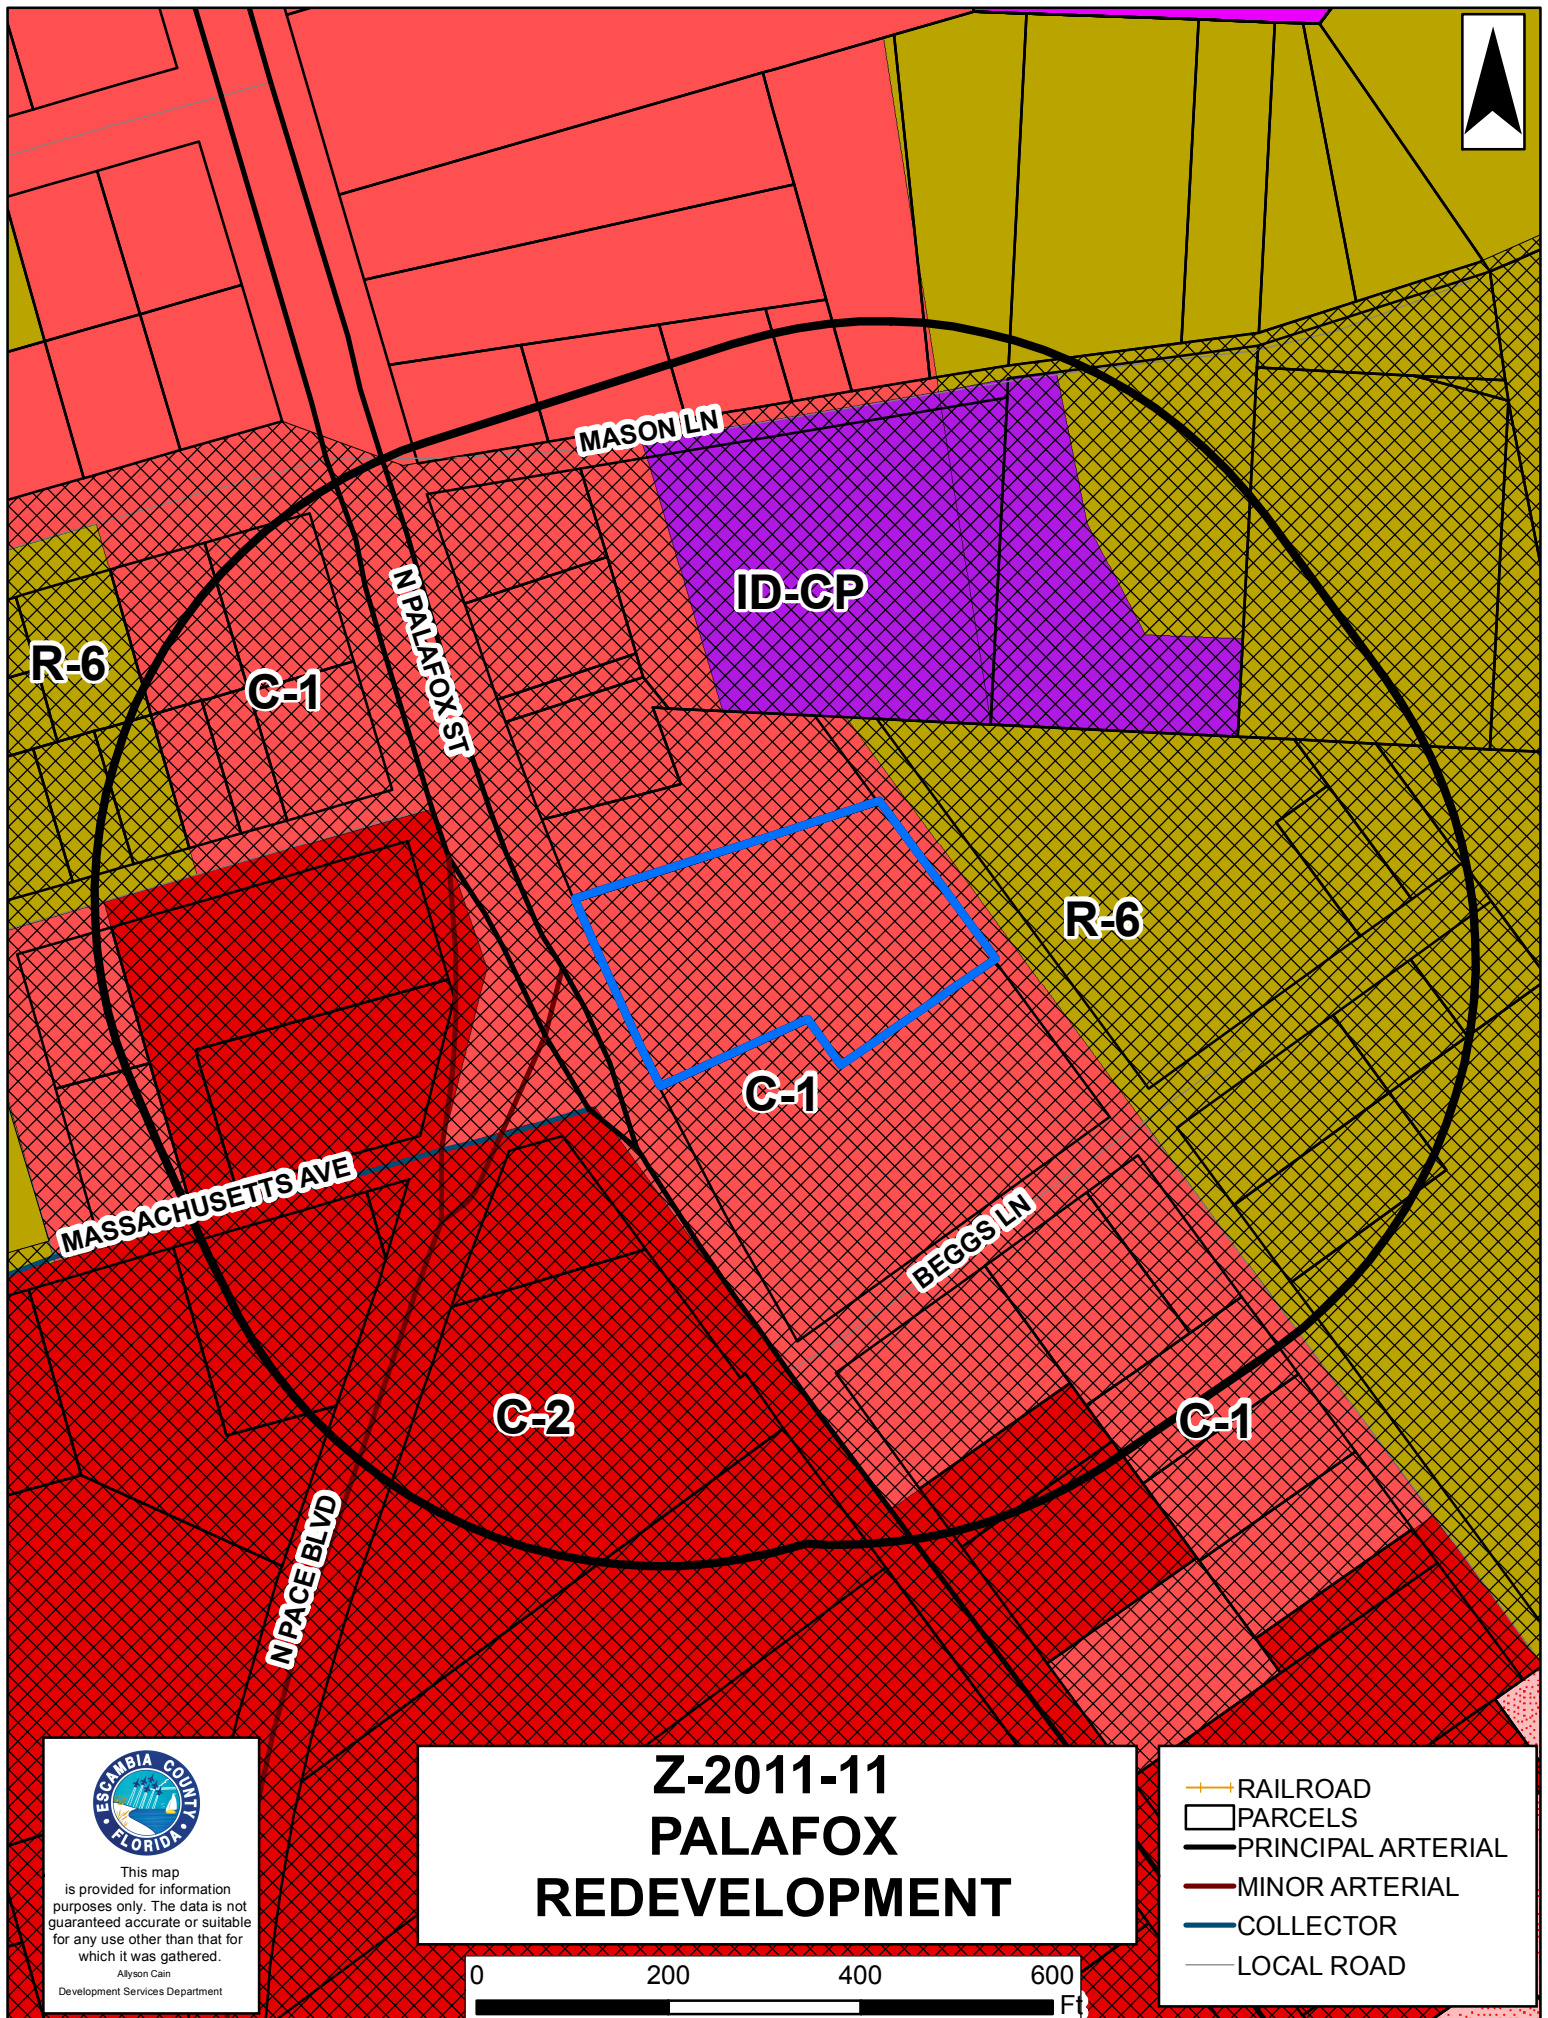 MASON LN
ID-CP
R-6
C-1
N PALAFOX ST
R-6
C-1
MASSACHUSETTS AVE
BEGGS LN
C-2
C-1
N PACE BLVD
ESCAMBIA COUNTY
FLORIDA
This map
is provided for information
purposes only. The data is not
guaranteed accurate or suitable
for any use other than that for
which it was gathered.
Allyson Cain
Development Services Department
Z-2011-11
PALAFOX
REDEVELOPMENT
0 200 400 600
Ft
RAILROAD
PARCELS
PRINCIPAL ARTERIAL
MINOR ARTERIAL
COLLECTOR
LOCAL ROAD